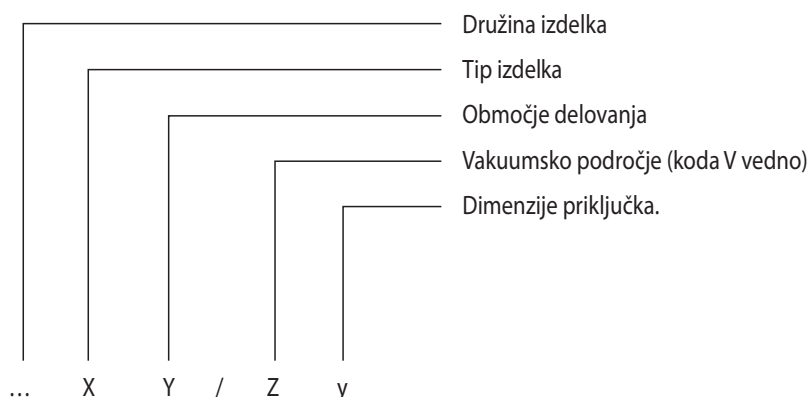 Družina izdelka
Tip izdelka
Območje delovanja
Vakuumsko področje (koda V vedno)
Dimenzije priključka.
... X Y / Z y